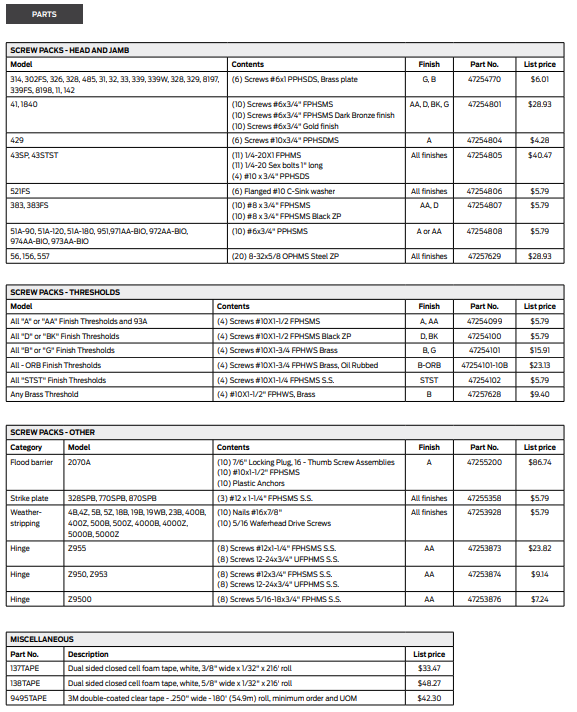 PARTS
SCREW PACKS - HEAD AND JAMB
Model Contents Finish Part No. List price
314, 302FS, 326, 328, 485, 31, 32, 33, 339, 339W, 328, 329, 8197, (6) Screws #6x1 PPHSDS, Brass plate G, B 47254770 $6.01
339FS, 8198, 11, 142
41, 1840 (10) Screws #6x3/4" FPHSMS AA, D, BK, G 47254801 $28.93
(10) Screws #6x3/4" FPHSMS Dark Bronze finish
(10) Screws #6x3/4" Gold finish
429 (6) Screws #10x3/4" PPHSDMS A 47254804 $4.28
43SP, 43STST (11) 1/4-20X1 FPHMS All finishes 47254805 $40.47
(11) 1/4-20 Sex bolts 1" long
(4) #10 x 3/4" PPHSDS
521FS (6) Flanged #10 C-Sink washer All finishes 47254806 $5.79
383, 383FS (10) #8 x 3/4" FPHSMS AA, D 47254807 $5.79
(10) #8 x 3/4" FPHSMS Black ZP
51A-90, 51A-120, 51A-180, 951,971AA-BIO, 972AA-BIO, (10) #6x3/4" PPHSMS A or AA 47254808 $5.79
974AA-BIO, 973AA-BIO
56, 156, 557 (20) 8-32x5/8 OPHMS Steel ZP All finishes 47257629 $28.93
SCREW PACKS - THRESHOLDS
Model Contents Finish Part No. List price
All "A" or "AA" Finish Thresholds and 93A (4) Screws #10X1-1/2 FPHSMS A, AA 47254099 $5.79
All "D" or "BK" Finish Thresholds (4) Screws #10X1-1/2 FPHSMS Black ZP D, BK 47254100 $5.79
All "B" or "G" Finish Thresholds (4) Screws #10X1-3/4 FPHWS Brass B, G 47254101 $15.91
All - ORB Finish Thresholds (4) Screws #10X1-3/4 FPHWS Brass, Oil Rubbed B-ORB 47254101-10B $23.13
All "STST" Finish Thresholds (4) Screws #10X1-1/4 FPHSMS S.S. STST 47254102 $5.79
Any Brass Threshold (4) #10X1-1/2" FPHWS, Brass B 47257628 $9.40
SCREW PACKS - OTHER
Category Model Contents Finish Part No. List price
Flood barrier 2070A (10) 7/6" Locking Plug, 16 - Thumb Screw Assemblies A 47255200 $86.74
(10) #10x1-1/2" FPHSMS
(10) Plastic Anchors
Strike plate 328SPB, 770SPB, 870SPB (3) #12 x 1-1/4" FPHSMS S.S. All finishes 47255358 $5.79
Weather- 4B,4Z, 5B, 5Z, 18B, 19B, 19WB, 23B, 400B, (10) Nails #16x7/8" All finishes 47253928 $5.79
stripping 400Z, 500B, 500Z, 4000B, 4000Z, (10) 5/16 Waferhead Drive Screws
5000B, 5000Z
Hinge Z955 (8) Screws #12x1-1/4" FPHSMS S.S. AA 47253873 $23.82
(8) Screws 12-24x3/4" UFPHMS S.S.
Hinge Z950, Z953 (8) Screws #12x3/4" FPHSMS S.S. AA 47253874 $9.14
(8) Screws 12-24x3/4" UFPHMS S.S.
Hinge Z9500 (8) Screws 5/16-18x3/4" FPHMS S.S. AA 47253876 $7.24
MISCELLANEOUS
Part No. Description List price
137TAPE Dual sided closed cell foam tape, white, 3/8" wide x 1/32" x 216' roll $33.47
138TAPE Dual sided closed cell foam tape, white, 5/8" wide x 1/32" x 216' roll $48.27
9495TAPE 3M double-coated clear tape - .250" wide - 180' (54.9m) roll, minimum order and UOM $42.30